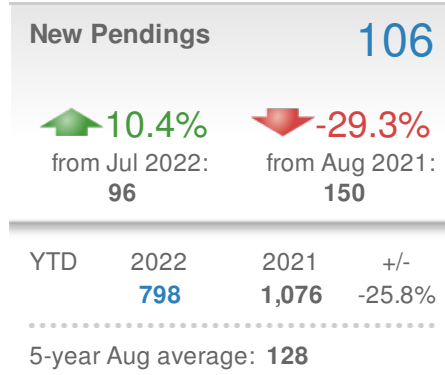 New Pendings 106
10.4% -29.3%
from Jul 2022: from Aug 2021:
96 150
YTD 2022 2021 +/-
798 1,076 -25.8%
5-year Aug average: 128